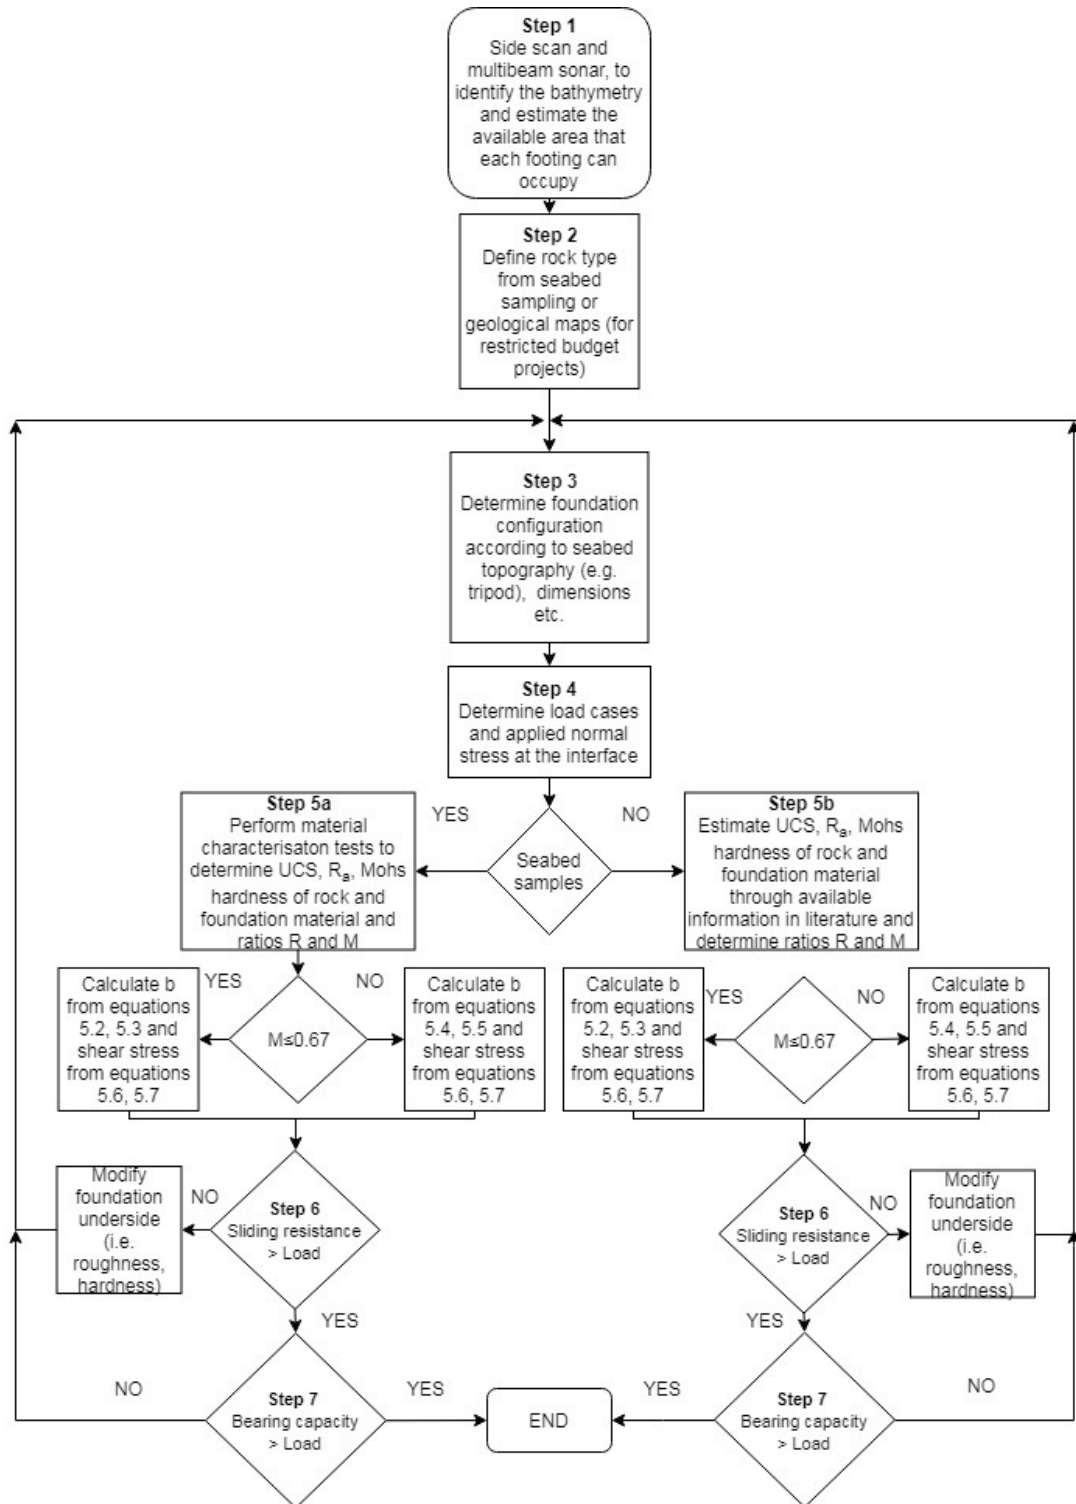 Step 1
Side scan and
multibeam sonar, to
identify the bathymetry
and estimate the
available area that
each footing can
occupy
Step 2
Define rock type
from seabed
sampling or
geological maps (for
restricted budget
projects)
Step 3
Determine foundation
configuration
according to seabed
topography (e.g.
tripod), dimensions
etc.
Step 4
Determine load cases
and applied normal
stress at the interface
Seabed
samples
YES
NO
Step 5a
Perform material
characterisaton tests to
determine UCS, Ra, Mohs
hardness of rock and
foundation material and
ratios R and M
Step 5b
Estimate UCS, Ra, Mohs
hardness of rock and
foundation material
through available
information in literature and
determine ratios R and M
M≤0.67
YES
NO
Calculate b
from equations
5.2, 5.3 and
shear stress
from equations
5.6, 5.7
Calculate b
from equations
5.4, 5.5 and
shear stress
from equations
5.6, 5.7
M≤0.67
YES
NO
Calculate b
from equations
5.2, 5.3 and
shear stress
from equations
5.6, 5.7
Calculate b
from equations
5.4, 5.5 and
shear stress
from equations
5.6, 5.7
Step 6
Sliding resistance
> Load
NO
Modify
foundation
underside
(i.e.
roughness,
hardness)
YES
Step 6
Sliding resistance
> Load
NO
Modify
foundation
underside
(i.e.
roughness,
hardness)
YES
Step 7
Bearing capacity
> Load
NO
YES
END
Step 7
Bearing capacity
> Load
YES
NO